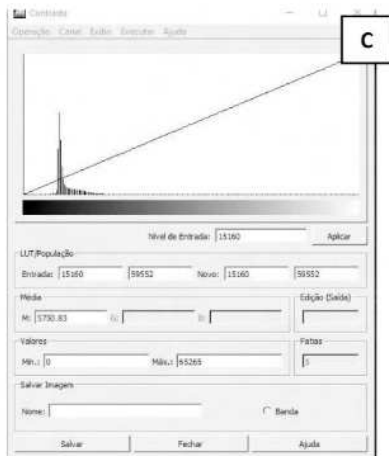 Contraste
C
Operação Canal Exibir Executar Ajuda
Nível de Entrada: 15160 Aplicar
LUT/População
Entrada: 15160 59552 Novo: 15160 59552
Média Edição (Saída)
M: 5750.83 G: B:
Valores Fatias
Mín.: 0 Máx.: 65265 5
Salvar Imagem
Nome: Banda
Salvar Fechar Ajuda